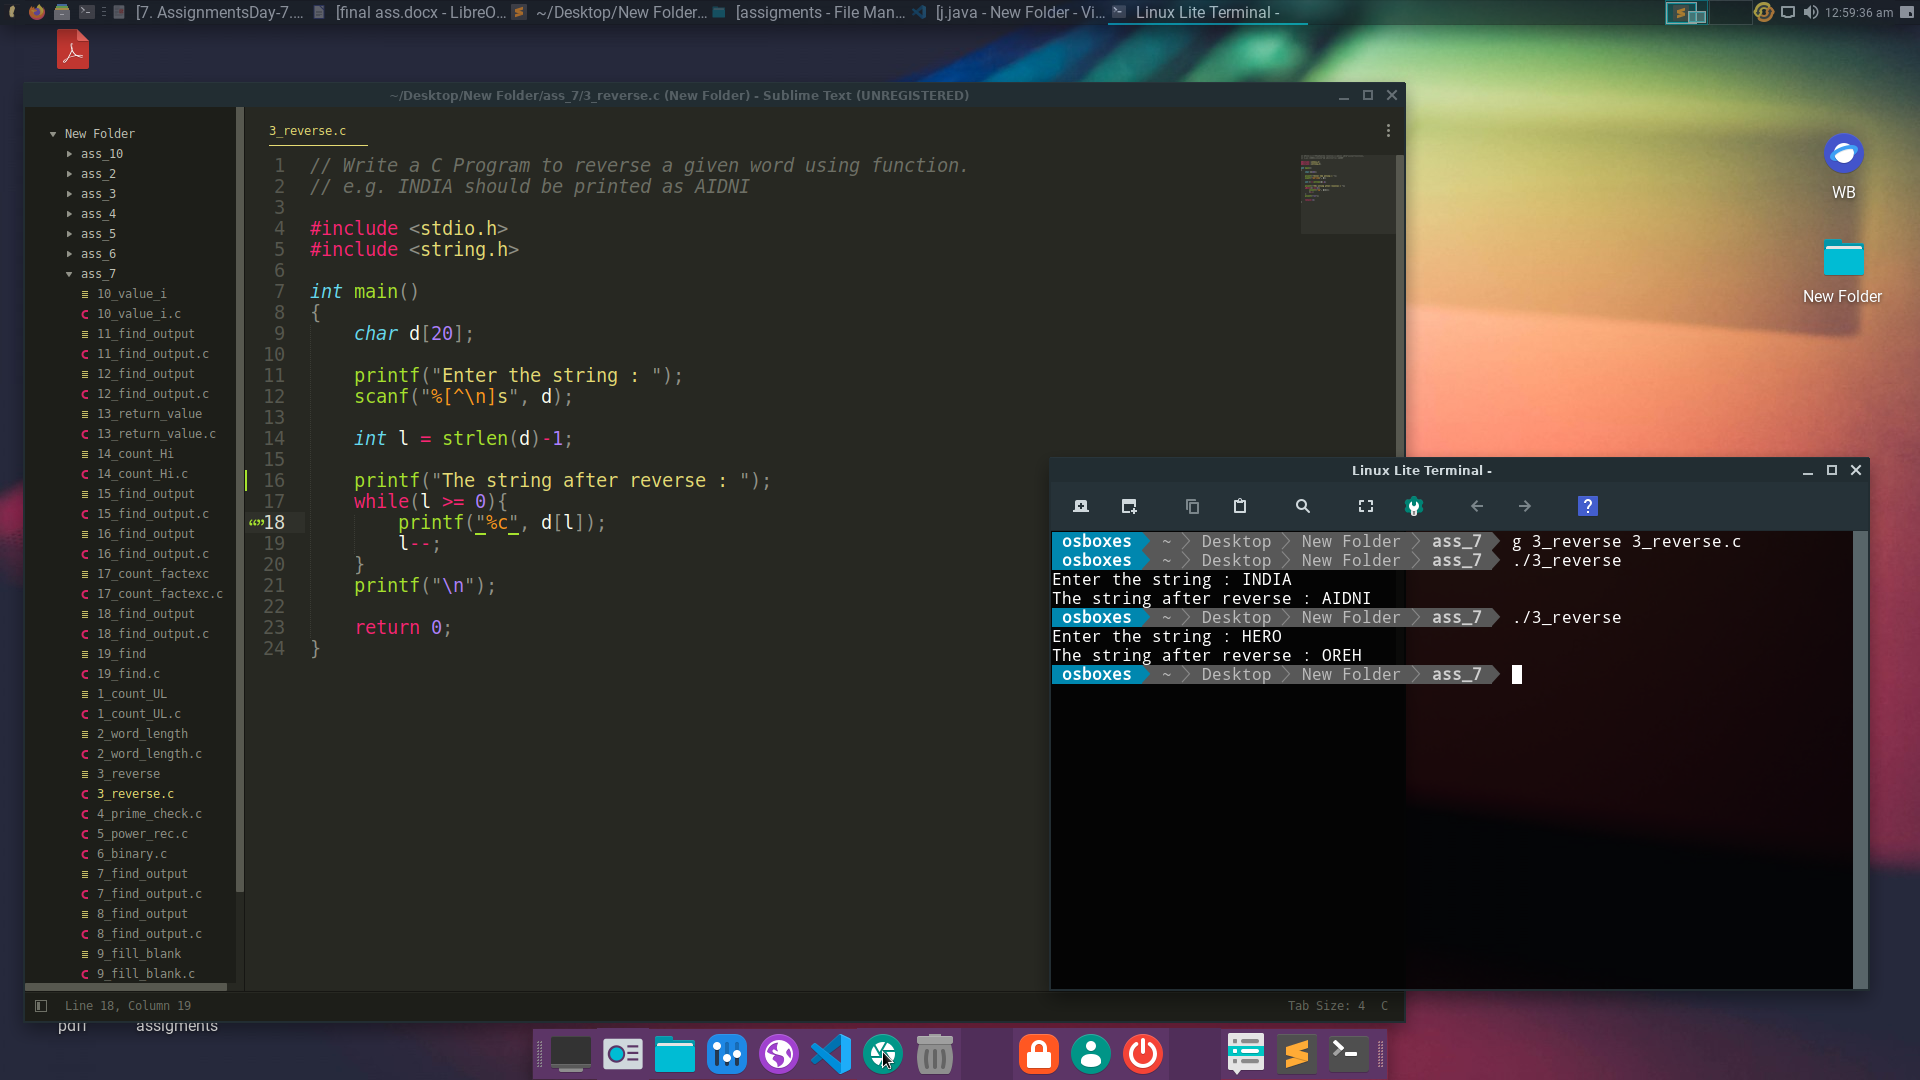 [7. AssignmentsDay-7....
[final ass.docx - LibreO...
~/Desktop/New Folder...
[assigments - File Man...
[j.java - New Folder - Vi...
Linux Lite Terminal -
12:59:36 am
~/Desktop/New Folder/ass_7/3_reverse.c (New Folder) - Sublime Text (UNREGISTERED)
New Folder
ass_10
ass_2
ass_3
ass_4
ass_5
ass_6
ass_7
10_value_i
10_value_i.c
11_find_output
11_find_output.c
12_find_output
12_find_output.c
13_return_value
13_return_value.c
14_count_Hi
14_count_Hi.c
15_find_output
15_find_output.c
16_find_output
16_find_output.c
17_count_factexc
17_count_factexc.c
18_find_output
18_find_output.c
19_find
19_find.c
1_count_UL
1_count_UL.c
2_word_length
2_word_length.c
3_reverse
3_reverse.c
4_prime_check.c
5_power_rec.c
6_binary.c
7_find_output
7_find_output.c
8_find_output
8_find_output.c
9_fill_blank
9_fill_blank.c
3_reverse.c
1 // Write a C Program to reverse a given word using function.
2 // e.g. INDIA should be printed as AIDNI
3
4 #include <stdio.h>
5 #include <string.h>
6
7 int main()
8 {
9 char d[20];
10
11 printf("Enter the string : ");
12 scanf("%[^\n]s", d);
13
14 int l = strlen(d)-1;
15
16 printf("The string after reverse : ");
17 while(l >= 0){
18 printf("%c", d[l]);
19 l--;
20 }
21 printf("\n");
22
23 return 0;
24 }
Line 18, Column 19
Tab Size: 4
C
Linux Lite Terminal -
osboxes ~ Desktop New Folder ass_7 g 3_reverse 3_reverse.c
osboxes ~ Desktop New Folder ass_7 ./3_reverse
Enter the string : INDIA
The string after reverse : AIDNI
osboxes ~ Desktop New Folder ass_7 ./3_reverse
Enter the string : HERO
The string after reverse : OREH
osboxes ~ Desktop New Folder ass_7
WB
New Folder
assigments